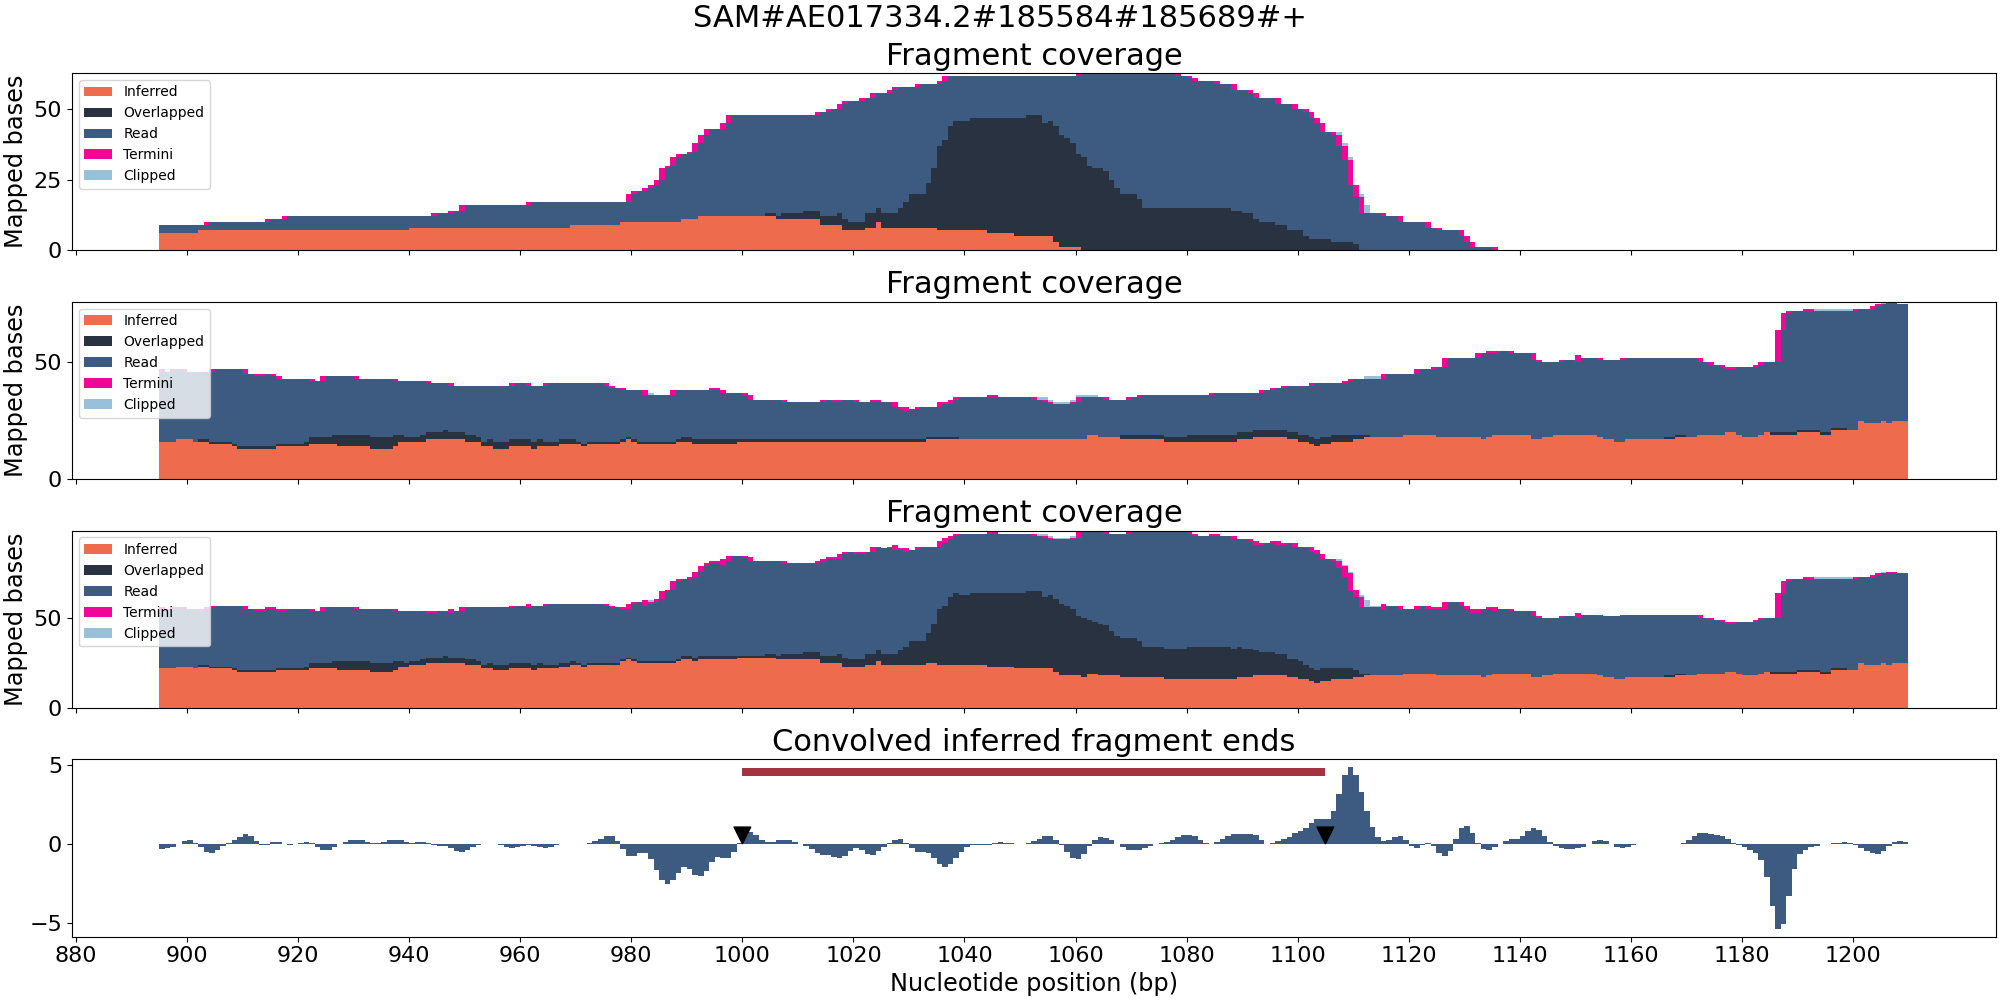 SAM#AE017334.2#185584#185689#+
Fragment coverage
Mapped bases
50
25
0
Inferred
Overlapped
Read
Termini
Clipped
Fragment coverage
Mapped bases
50
0
Inferred
Overlapped
Read
Termini
Clipped
Fragment coverage
Mapped bases
50
0
Inferred
Overlapped
Read
Termini
Clipped
Convolved inferred fragment ends
5
0
−5
880 900 920 940 960 980 1000 1020 1040 1060 1080 1100 1120 1140 1160 1180 1200
Nucleotide position (bp)